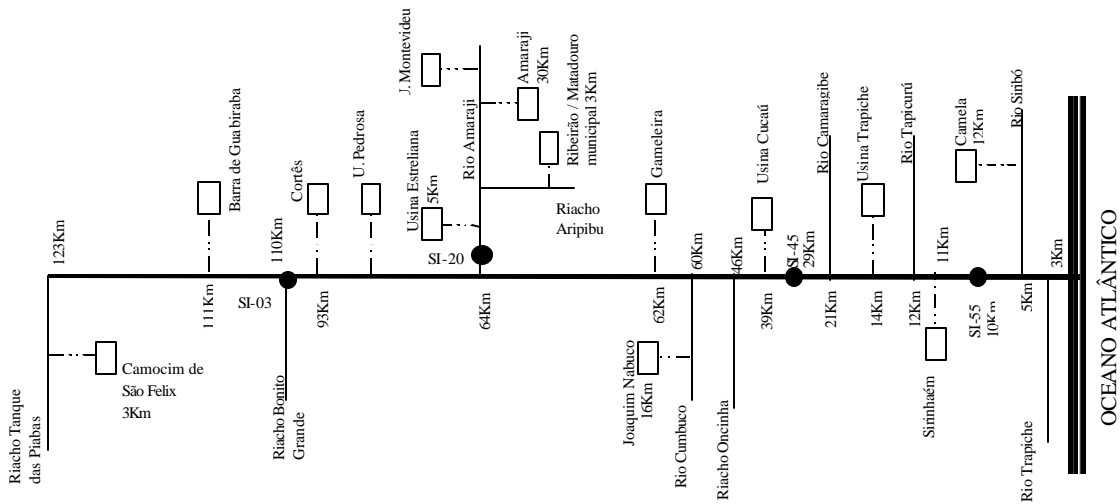 123Km
111Km
Barra de Guabiraba
110Km
SI-03
93Km
Cortês
U. Pedrosa
Usina Estreliana
5Km
SI-20
64Km
Rio Amaraji
J. Montevideu
Amaraji
30Km
Ribeirão / Matadouro
municipal 3Km
Riacho
Aripibu
Gameleira
62Km
60Km
46Km
Usina Cucaú
39Km
SI-45
29Km
Rio Camaragibe
21Km
Usina Trapiche
14Km
Rio Tapicurú
12Km
11Km
Camela
12Km
Rio Siribó
SI-55
10Km
5Km
3Km
Riacho Tanque
das Piabas
Camocim de
São Felix
3Km
Riacho Bonito
Grande
Joaquim Nabuco
16Km
Rio Cumbuco
Riacho Oncinha
Sirinhaém
Rio Trapiche
OCEANO ATLÂNTICO